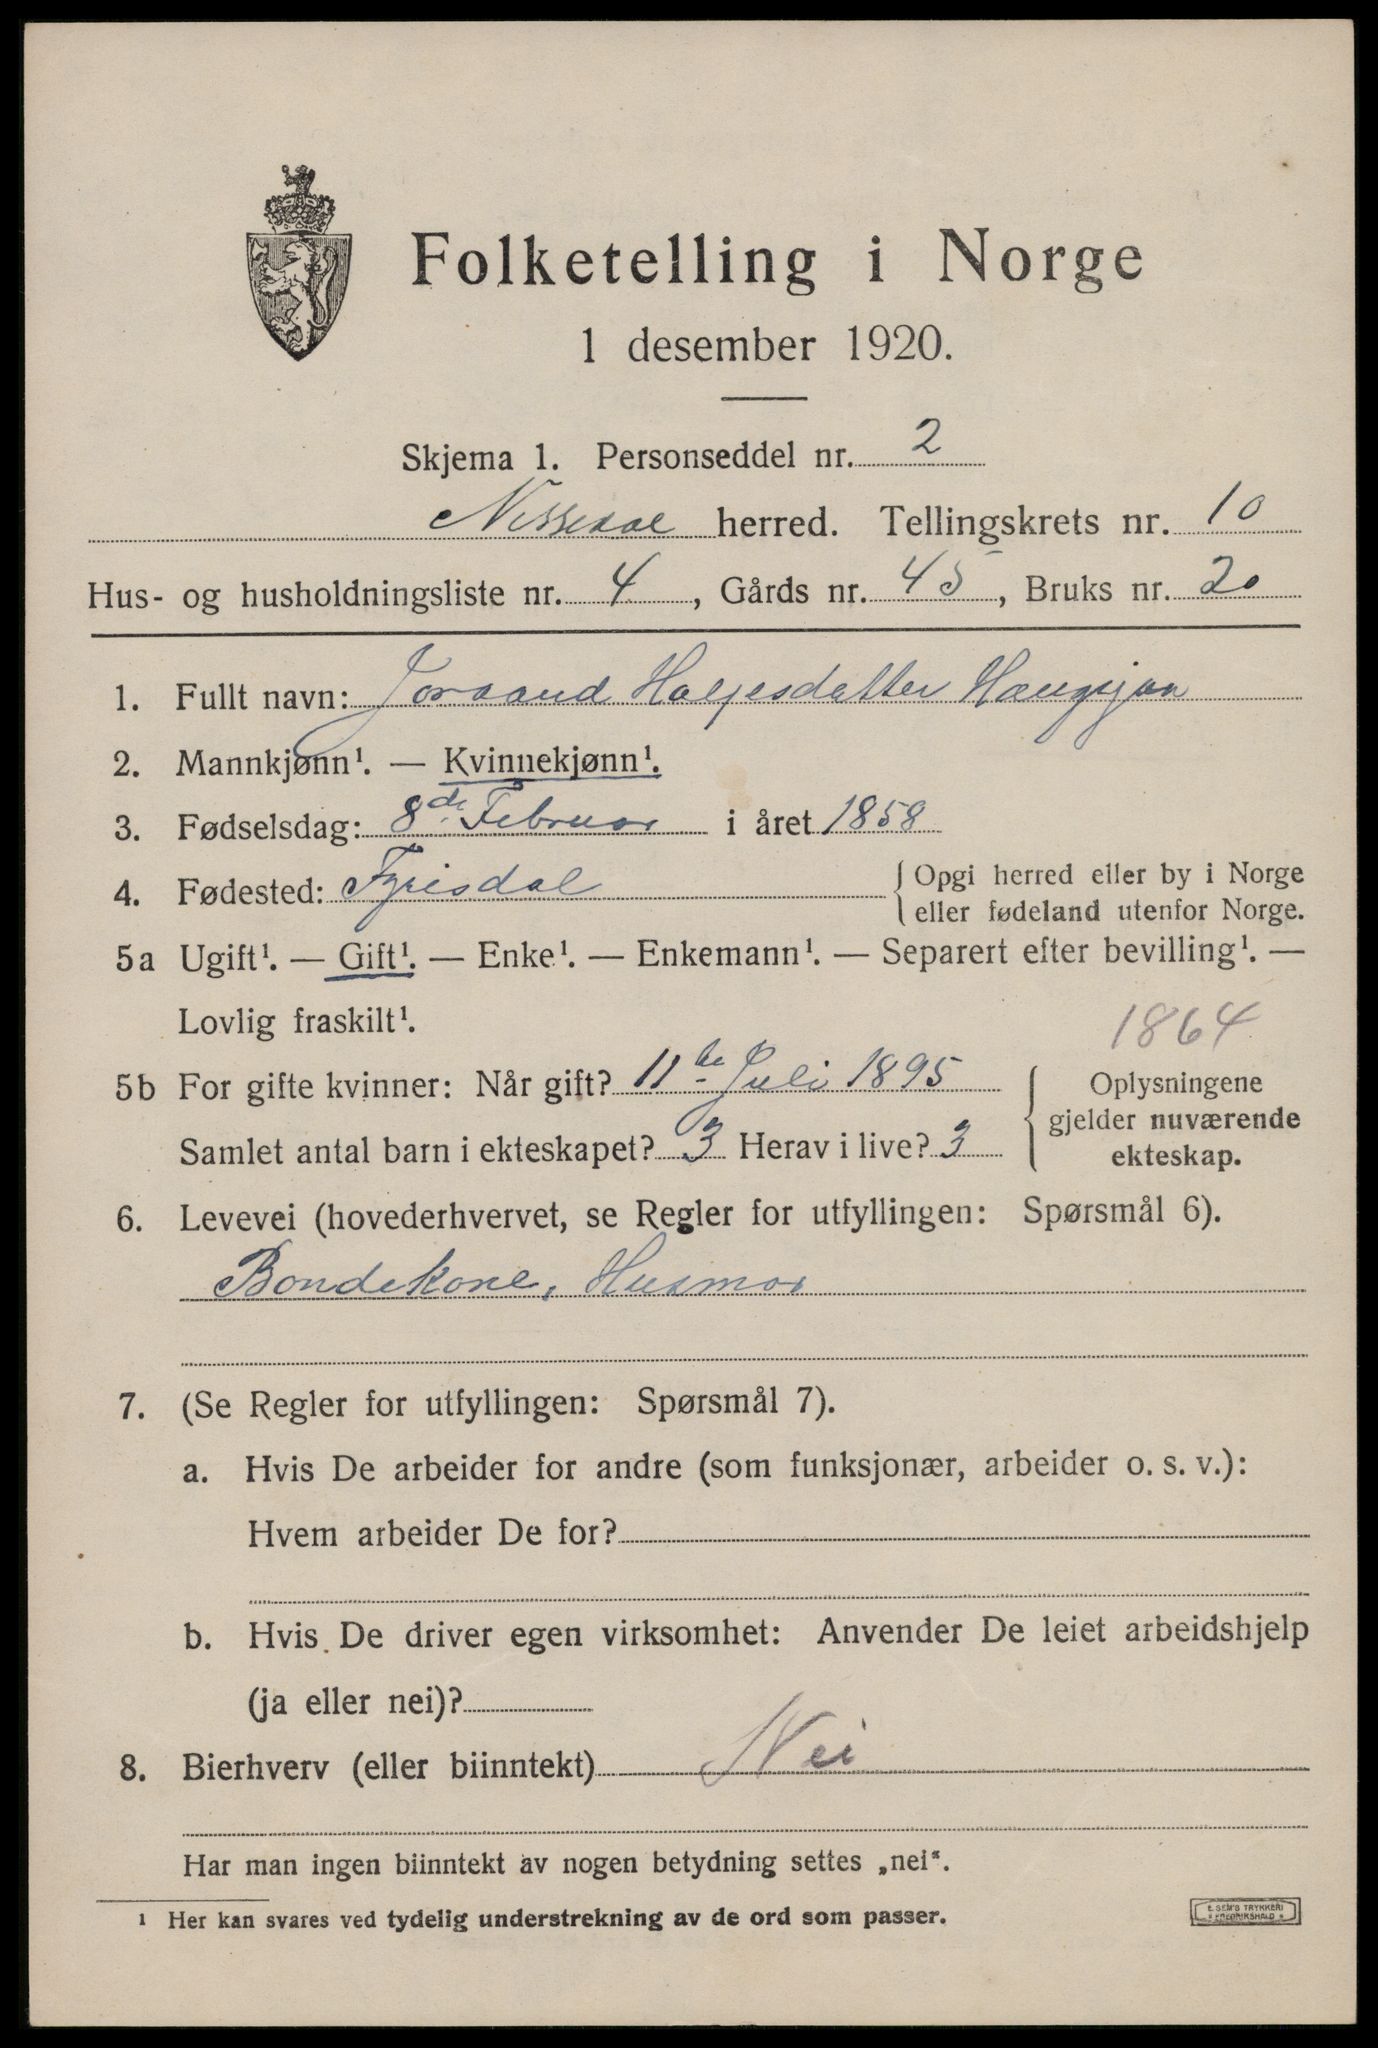 Folketelling i Norge
1 desember 1920.
Skjema 1. Personseddel nr. 2
Nissedal herred. Tellingskrets nr. 10
Hus- og husholdningsliste nr. 4, Gårds nr. 45, Bruks nr. 20
1. Fullt navn: Joraand Halgesdatter Haugsjaa
2. Mannkjønn¹. — Kvinnekjønn¹.
3. Fødselsdag: 8de Februar i året 1858
4. Fødested: Fyrisdal
{ Opgi herred eller by i Norge
eller fødeland utenfor Norge.
5a Ugift¹. — Gift¹. — Enke¹. — Enkemann¹. — Separert efter bevilling¹. —
Lovlig fraskilt¹.
1864
5b For gifte kvinner: Når gift? 11te Juli 1895
Samlet antal barn i ekteskapet? 3 Herav i live? 3
{ Oplysningene
gjelder nuværende
ekteskap.
6. Levevei (hovederhvervet, se Regler for utfyllingen: Spørsmål 6).
Bondekone, Husmor
7. (Se Regler for utfyllingen: Spørsmål 7).
a. Hvis De arbeider for andre (som funksjonær, arbeider o. s. v.):
Hvem arbeider De for?
b. Hvis De driver egen virksomhet: Anvender De leiet arbeidshjelp
(ja eller nei)?
8. Bierhverv (eller biinntekt) Nei
Har man ingen biinntekt av nogen betydning settes „nei“.
¹ Her kan svares ved tydelig understrekning av de ord som passer.
E. SEM'S TRYKKERI
* FREDRIKSHALD *